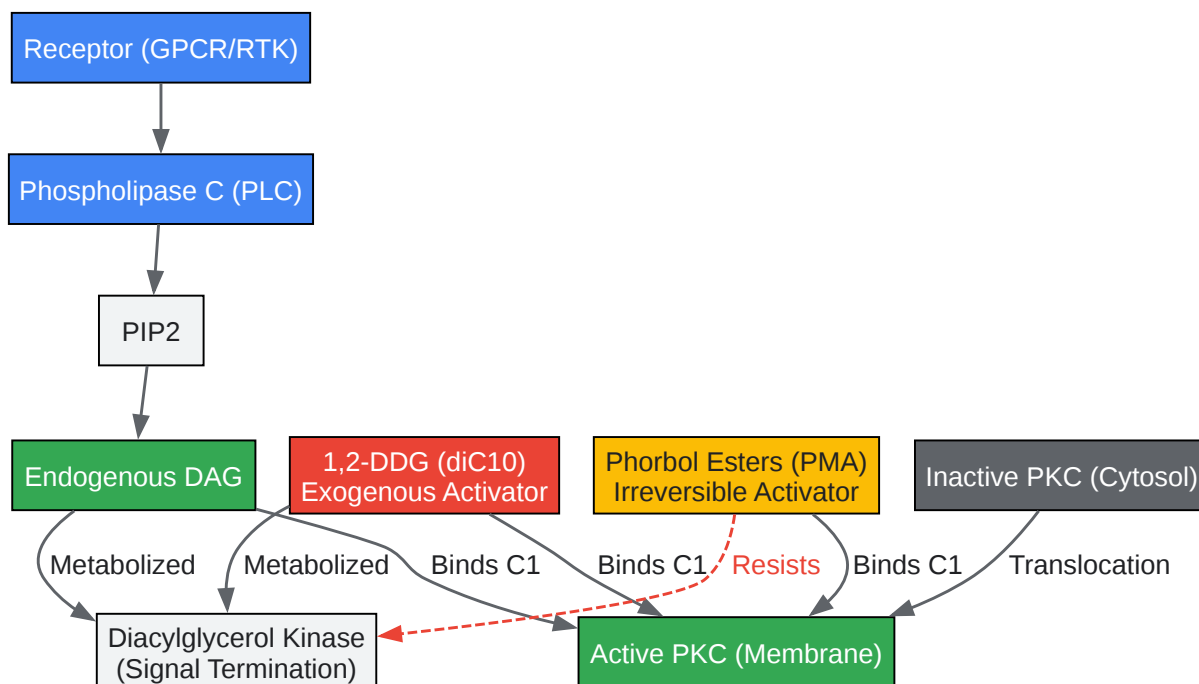 Receptor (GPCR/RTK)
Phospholipase C (PLC)
PIP2
Endogenous DAG
1,2-DDG (diC10)
Exogenous Activator
Phorbol Esters (PMA)
Irreversible Activator
Inactive PKC (Cytosol)
Metabolized
Metabolized
Binds C1
Binds C1
Resists
Binds C1
Translocation
Diacylglycerol Kinase
(Signal Termination)
Active PKC (Membrane)